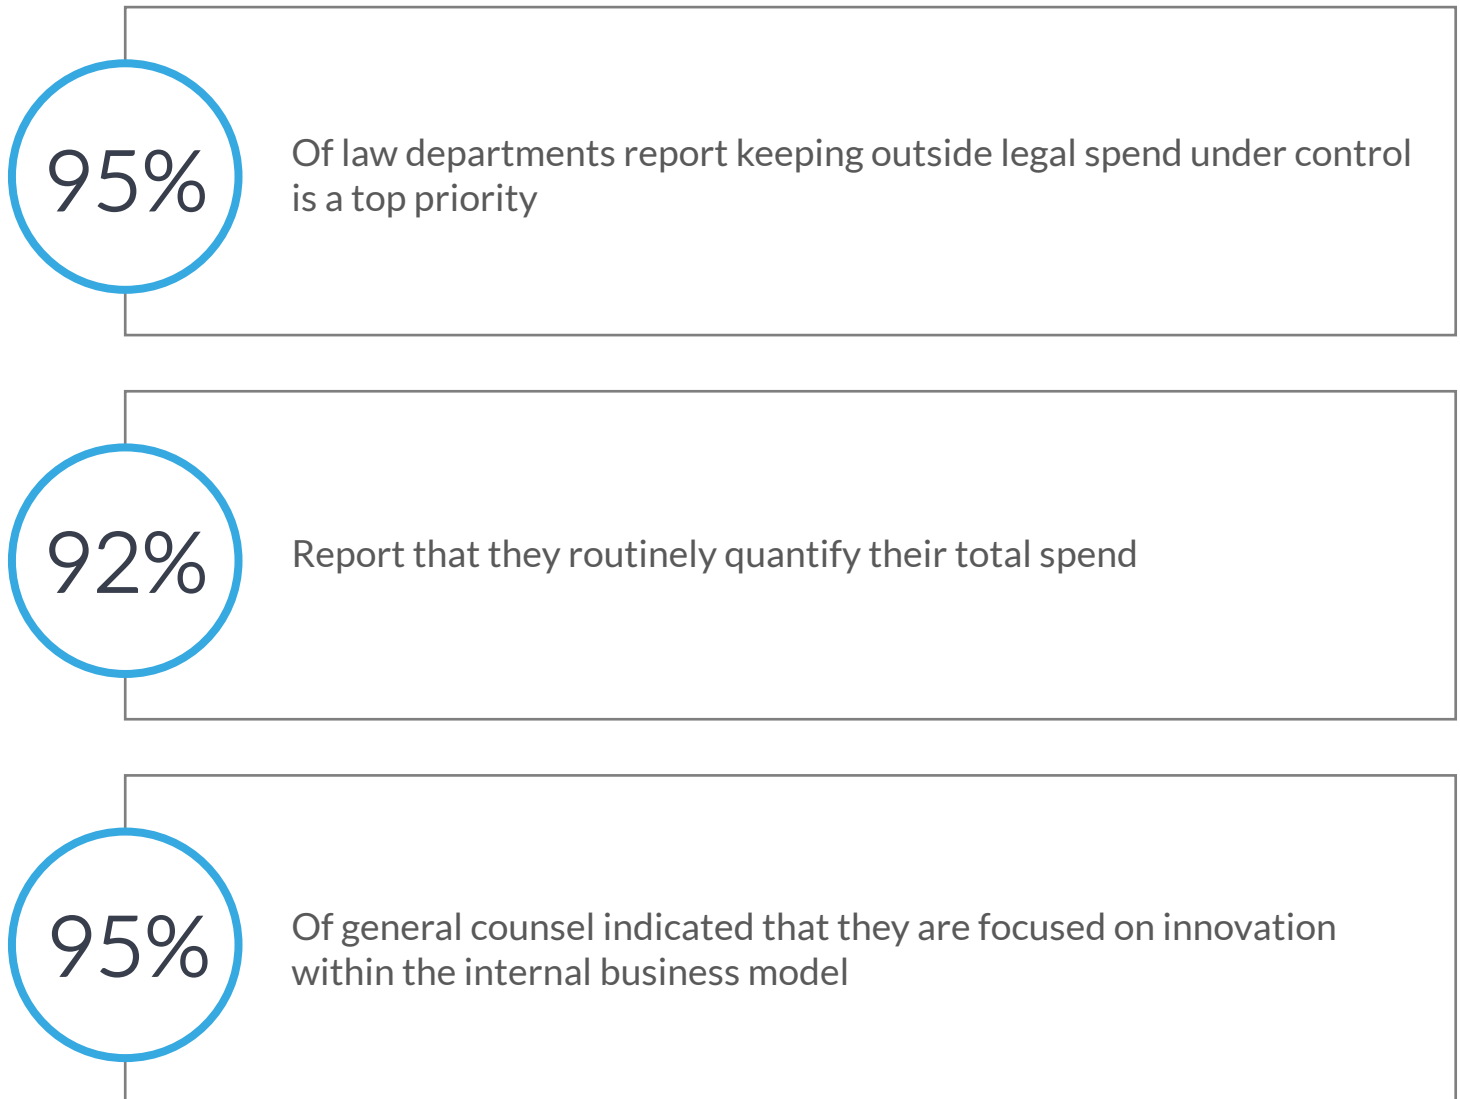 95%
Of law departments report keeping outside legal spend under control
is a top priority
92%
Report that they routinely quantify their total spend
95%
Of general counsel indicated that they are focused on innovation
within the internal business model